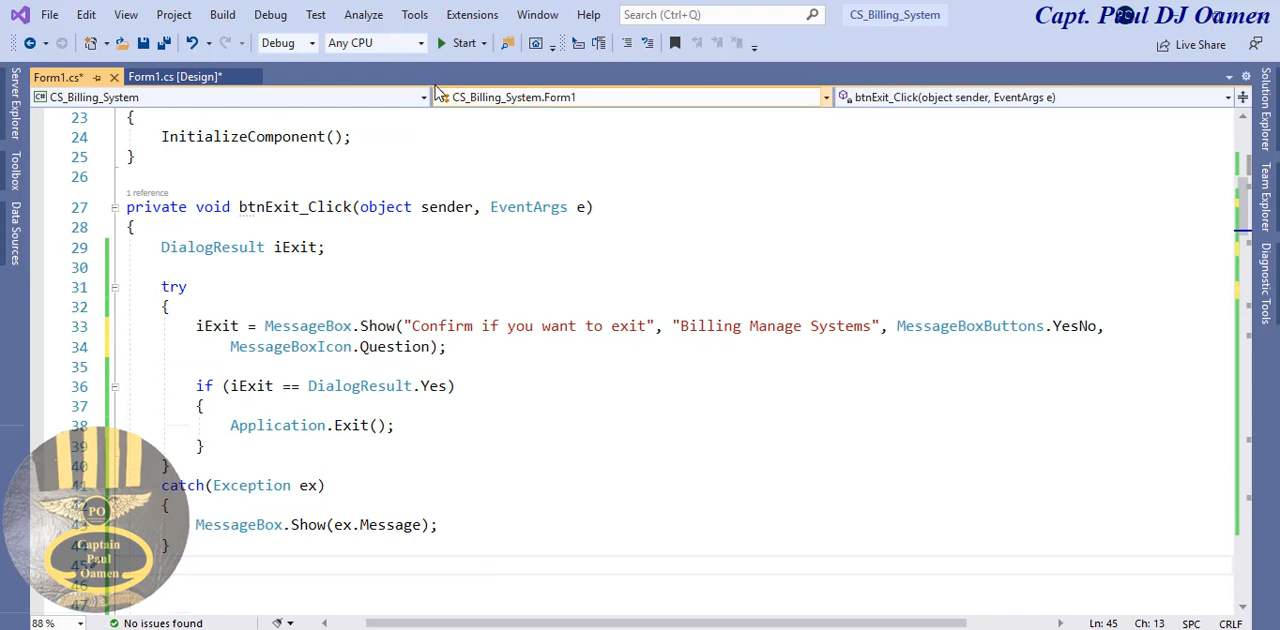 File Edit View Project Build Debug Test Analyze Tools Extensions Window Help Search (Ctrl+Q) CS_Billing_System
Capt. Paul DJ Oamen
Debug Any CPU Start Live Share
Form1.cs* Form1.cs [Design]*
CS_Billing_System CS_Billing_System.Form1 btnExit_Click(object sender, EventArgs e)
Server Explorer
Toolbox
Data Sources
23 {
24 InitializeComponent();
25 }
26
1 reference
27 private void btnExit_Click(object sender, EventArgs e)
28 {
29 DialogResult iExit;
30
31 try
32 {
33 iExit = MessageBox.Show("Confirm if you want to exit", "Billing Manage Systems", MessageBoxButtons.YesNo,
34 MessageBoxIcon.Question);
35
36 if (iExit == DialogResult.Yes)
37 {
38 Application.Exit();
39 }
40 }
catch(Exception ex)
{
MessageBox.Show(ex.Message);
}
45
46
PO
Captain
Paul
Oamen
Solution Explorer
Team Explorer
Diagnostic Tools
88 % No issues found Ln: 45 Ch: 13 SPC CRLF